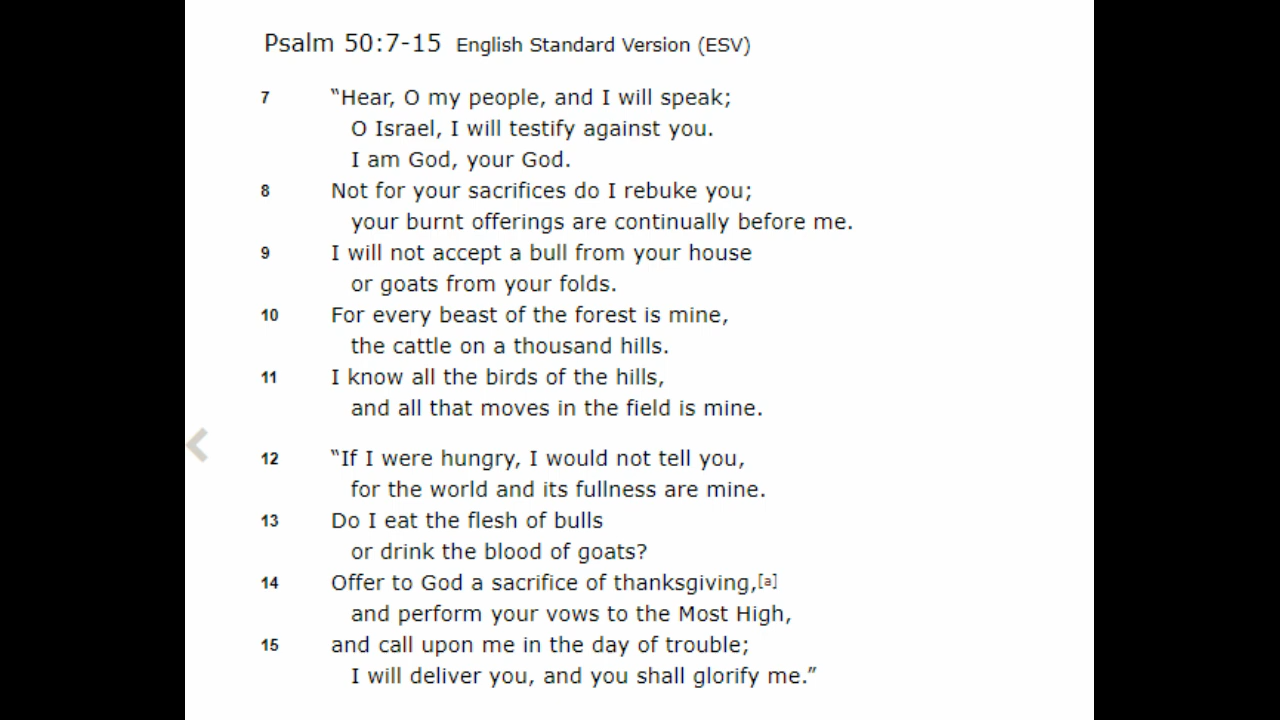 Psalm 50:7-15 English Standard Version (ESV)
7 “Hear, O my people, and I will speak;
O Israel, I will testify against you.
I am God, your God.
8 Not for your sacrifices do I rebuke you;
your burnt offerings are continually before me.
9 I will not accept a bull from your house
or goats from your folds.
10 For every beast of the forest is mine,
the cattle on a thousand hills.
11 I know all the birds of the hills,
and all that moves in the field is mine.
12 “If I were hungry, I would not tell you,
for the world and its fullness are mine.
13 Do I eat the flesh of bulls
or drink the blood of goats?
14 Offer to God a sacrifice of thanksgiving,[a]
and perform your vows to the Most High,
15 and call upon me in the day of trouble;
I will deliver you, and you shall glorify me.”